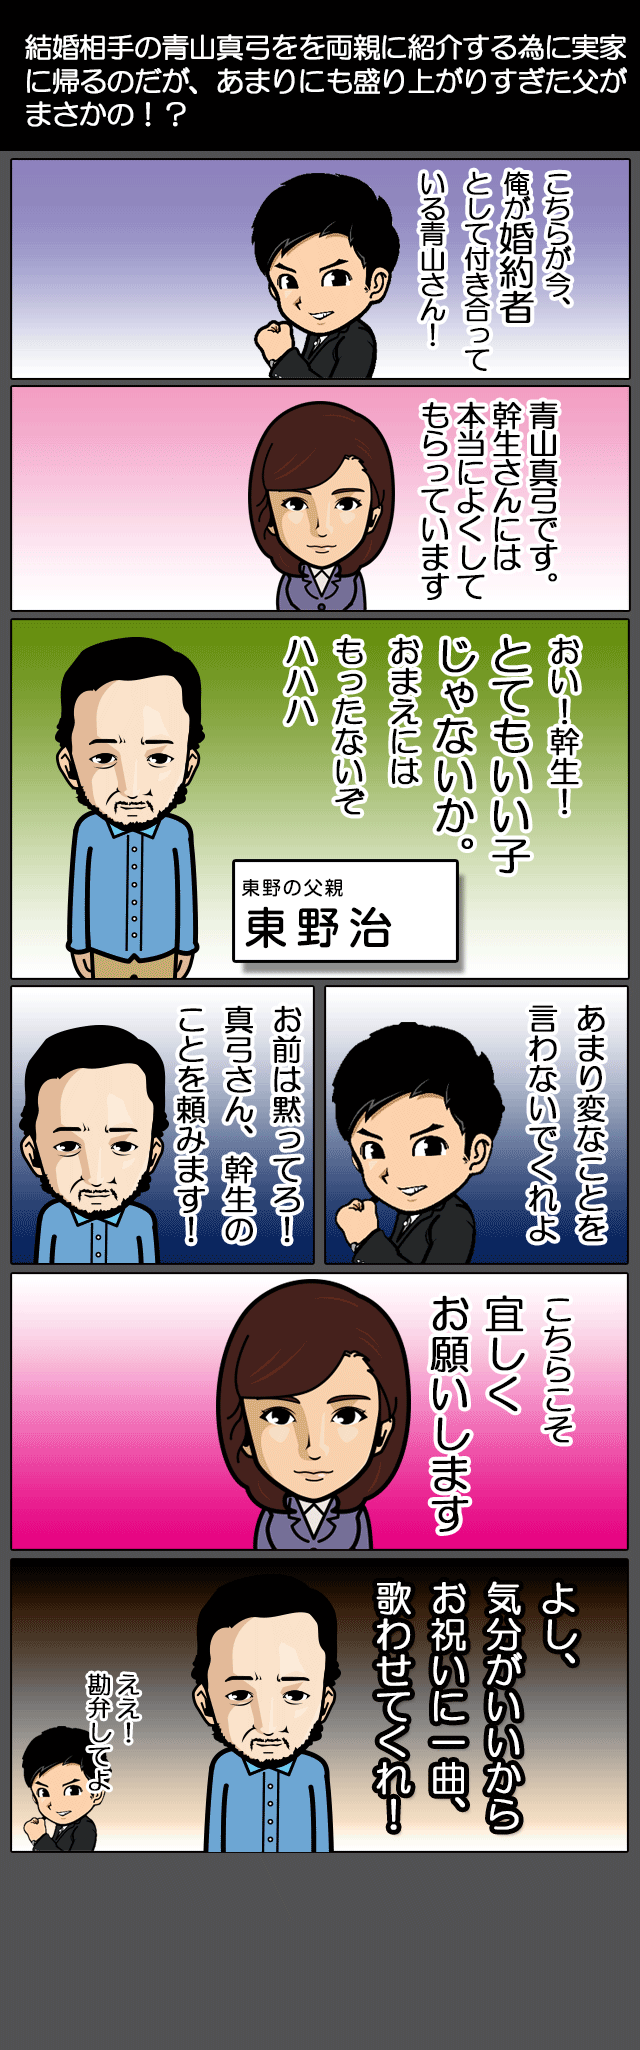 結婚相手の青山真弓をを両親に紹介する為に実家
に帰るのだが、あまりにも盛り上がりすぎた父が
まさかの！？
こちらが今、
俺が婚約者
として付き合って
いる青山さん！
青山真弓です。
幹生さんには
本当によくして
もらっています
おい！幹生！
とてもいい子
じゃないか。
おまえには
もったないぞ
ハハハ
東野の父親
東野治
あまり変なことを
言わないでくれよ
お前は黙ってろ！
真弓さん、幹生の
ことを頼みます！
こちらこそ
宜しく
お願いします
よし、
気分がいいから
お祝いに一曲、
歌わせてくれ！
ええ！
勘弁してよ